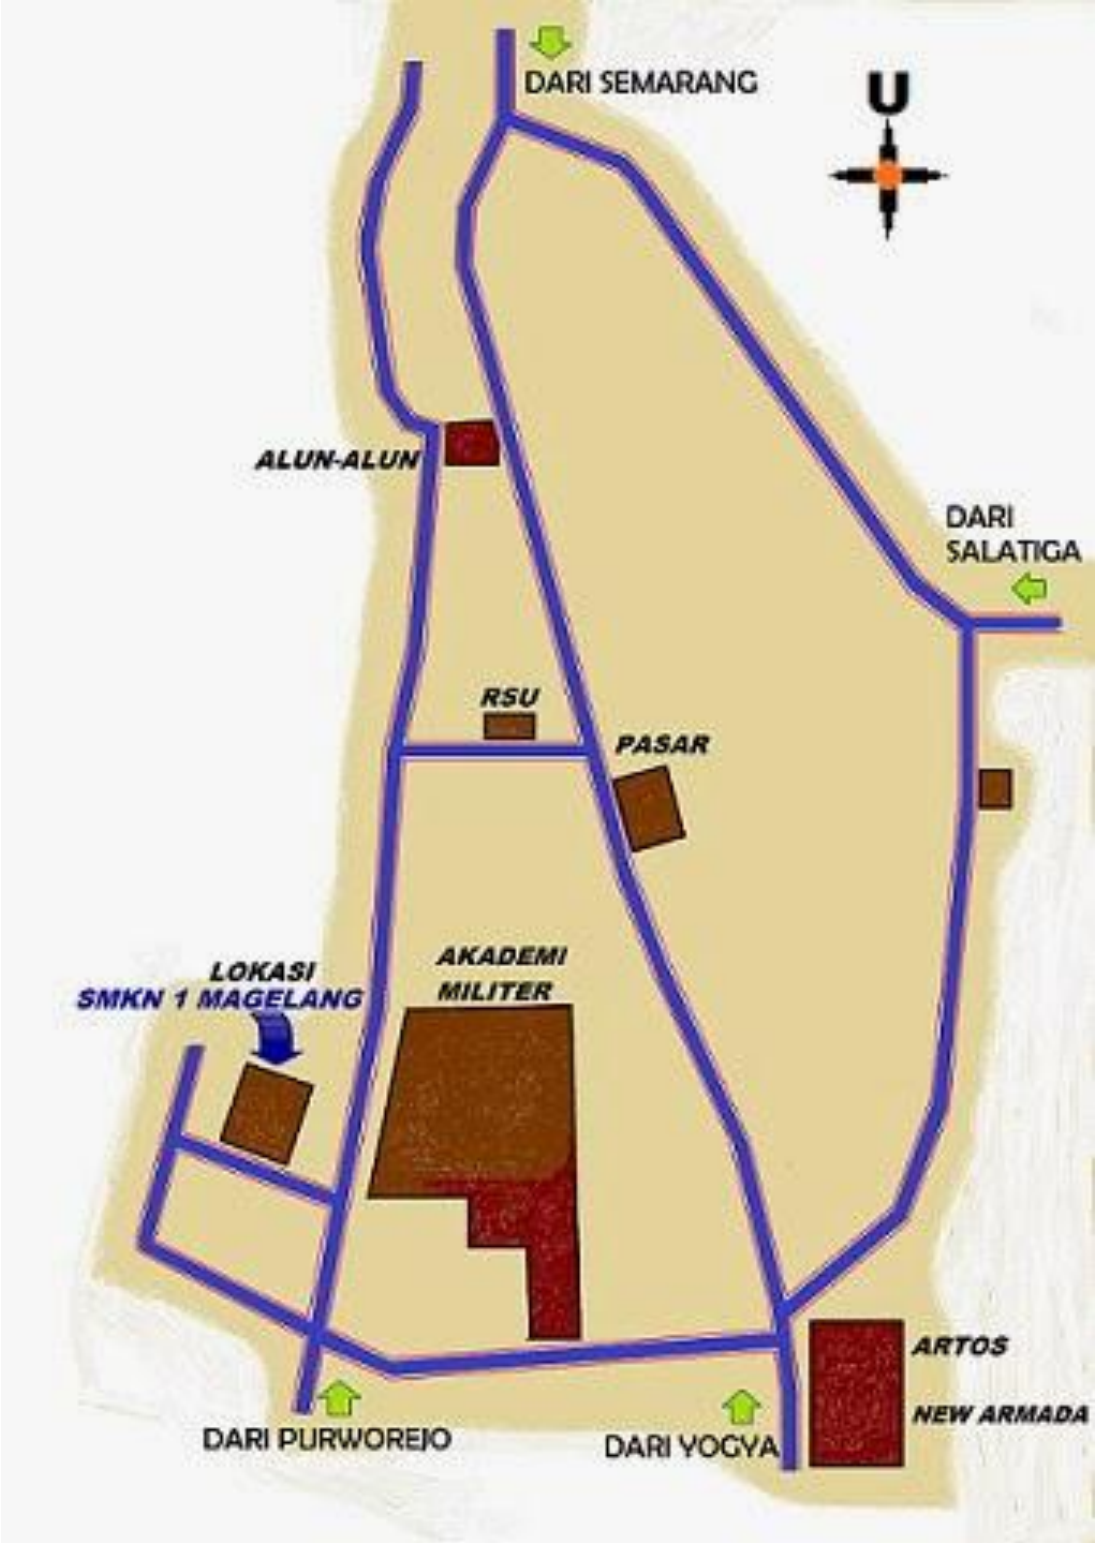 DARI SEMARANG
U
ALUN-ALUN
DARI
SALATIGA
RSU
PASAR
AKADEMI
MILITER
LOKASI
SMKN 1 MAGELANG
ARTOS
NEW ARMADA
DARI PURWOREJO
DARI YOGYA